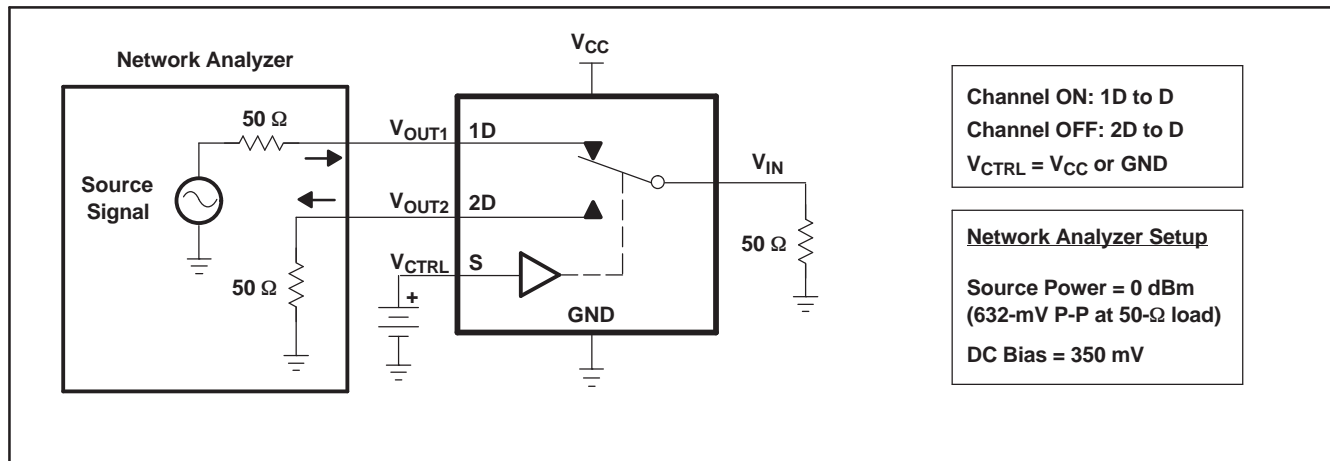 Network Analyzer
50 Ω
Source
Signal
50 Ω
V_OUT1
1D
V_OUT2
2D
V_CTRL
S
+
V_CC
GND
V_IN
50 Ω
Channel ON: 1D to D
Channel OFF: 2D to D
V_CTRL = V_CC or GND
Network Analyzer Setup
Source Power = 0 dBm
(632-mV P-P at 50-Ω load)
DC Bias = 350 mV